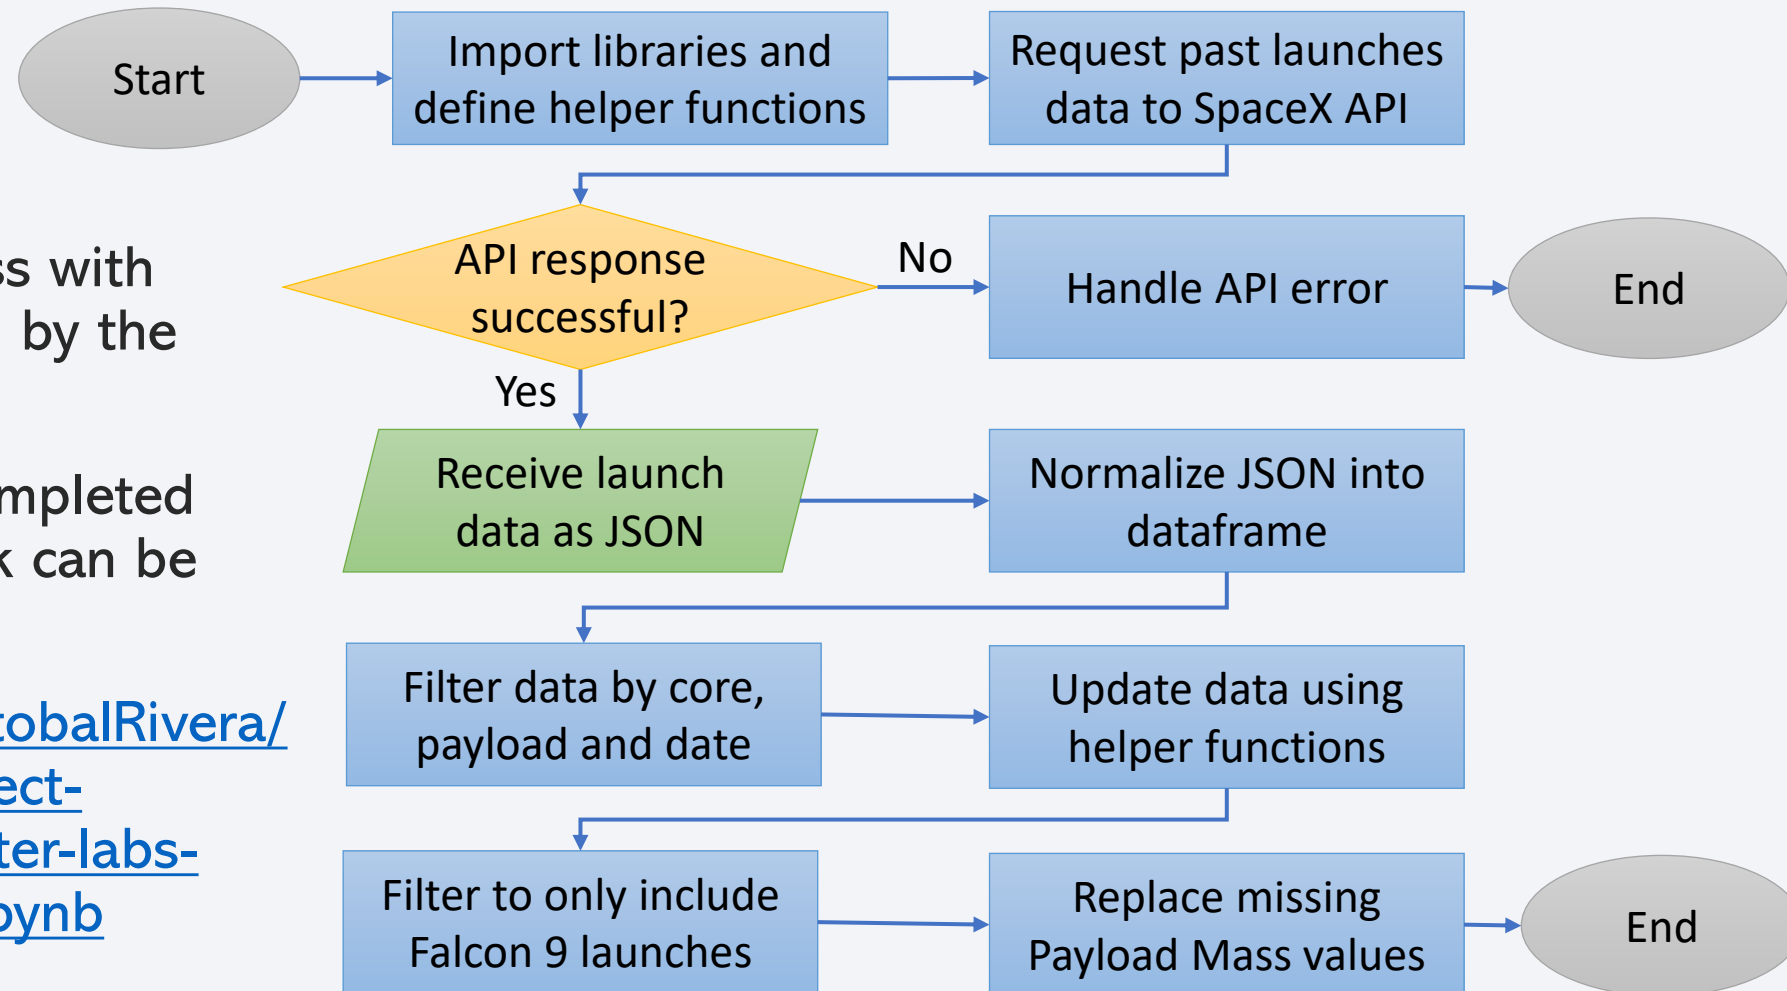 Start
Import libraries and
define helper functions
Request past launches
data to SpaceX API
API response
successful?
No
Handle API error
End
Yes
Receive launch
data as JSON
Normalize JSON into
dataframe
Filter data by core,
payload and date
Update data using
helper functions
Filter to only include
Falcon 9 launches
Replace missing
Payload Mass values
End
ss with
by the
mpleted
k can be
tobalRivera/
ect-
ter-labs-
pynb